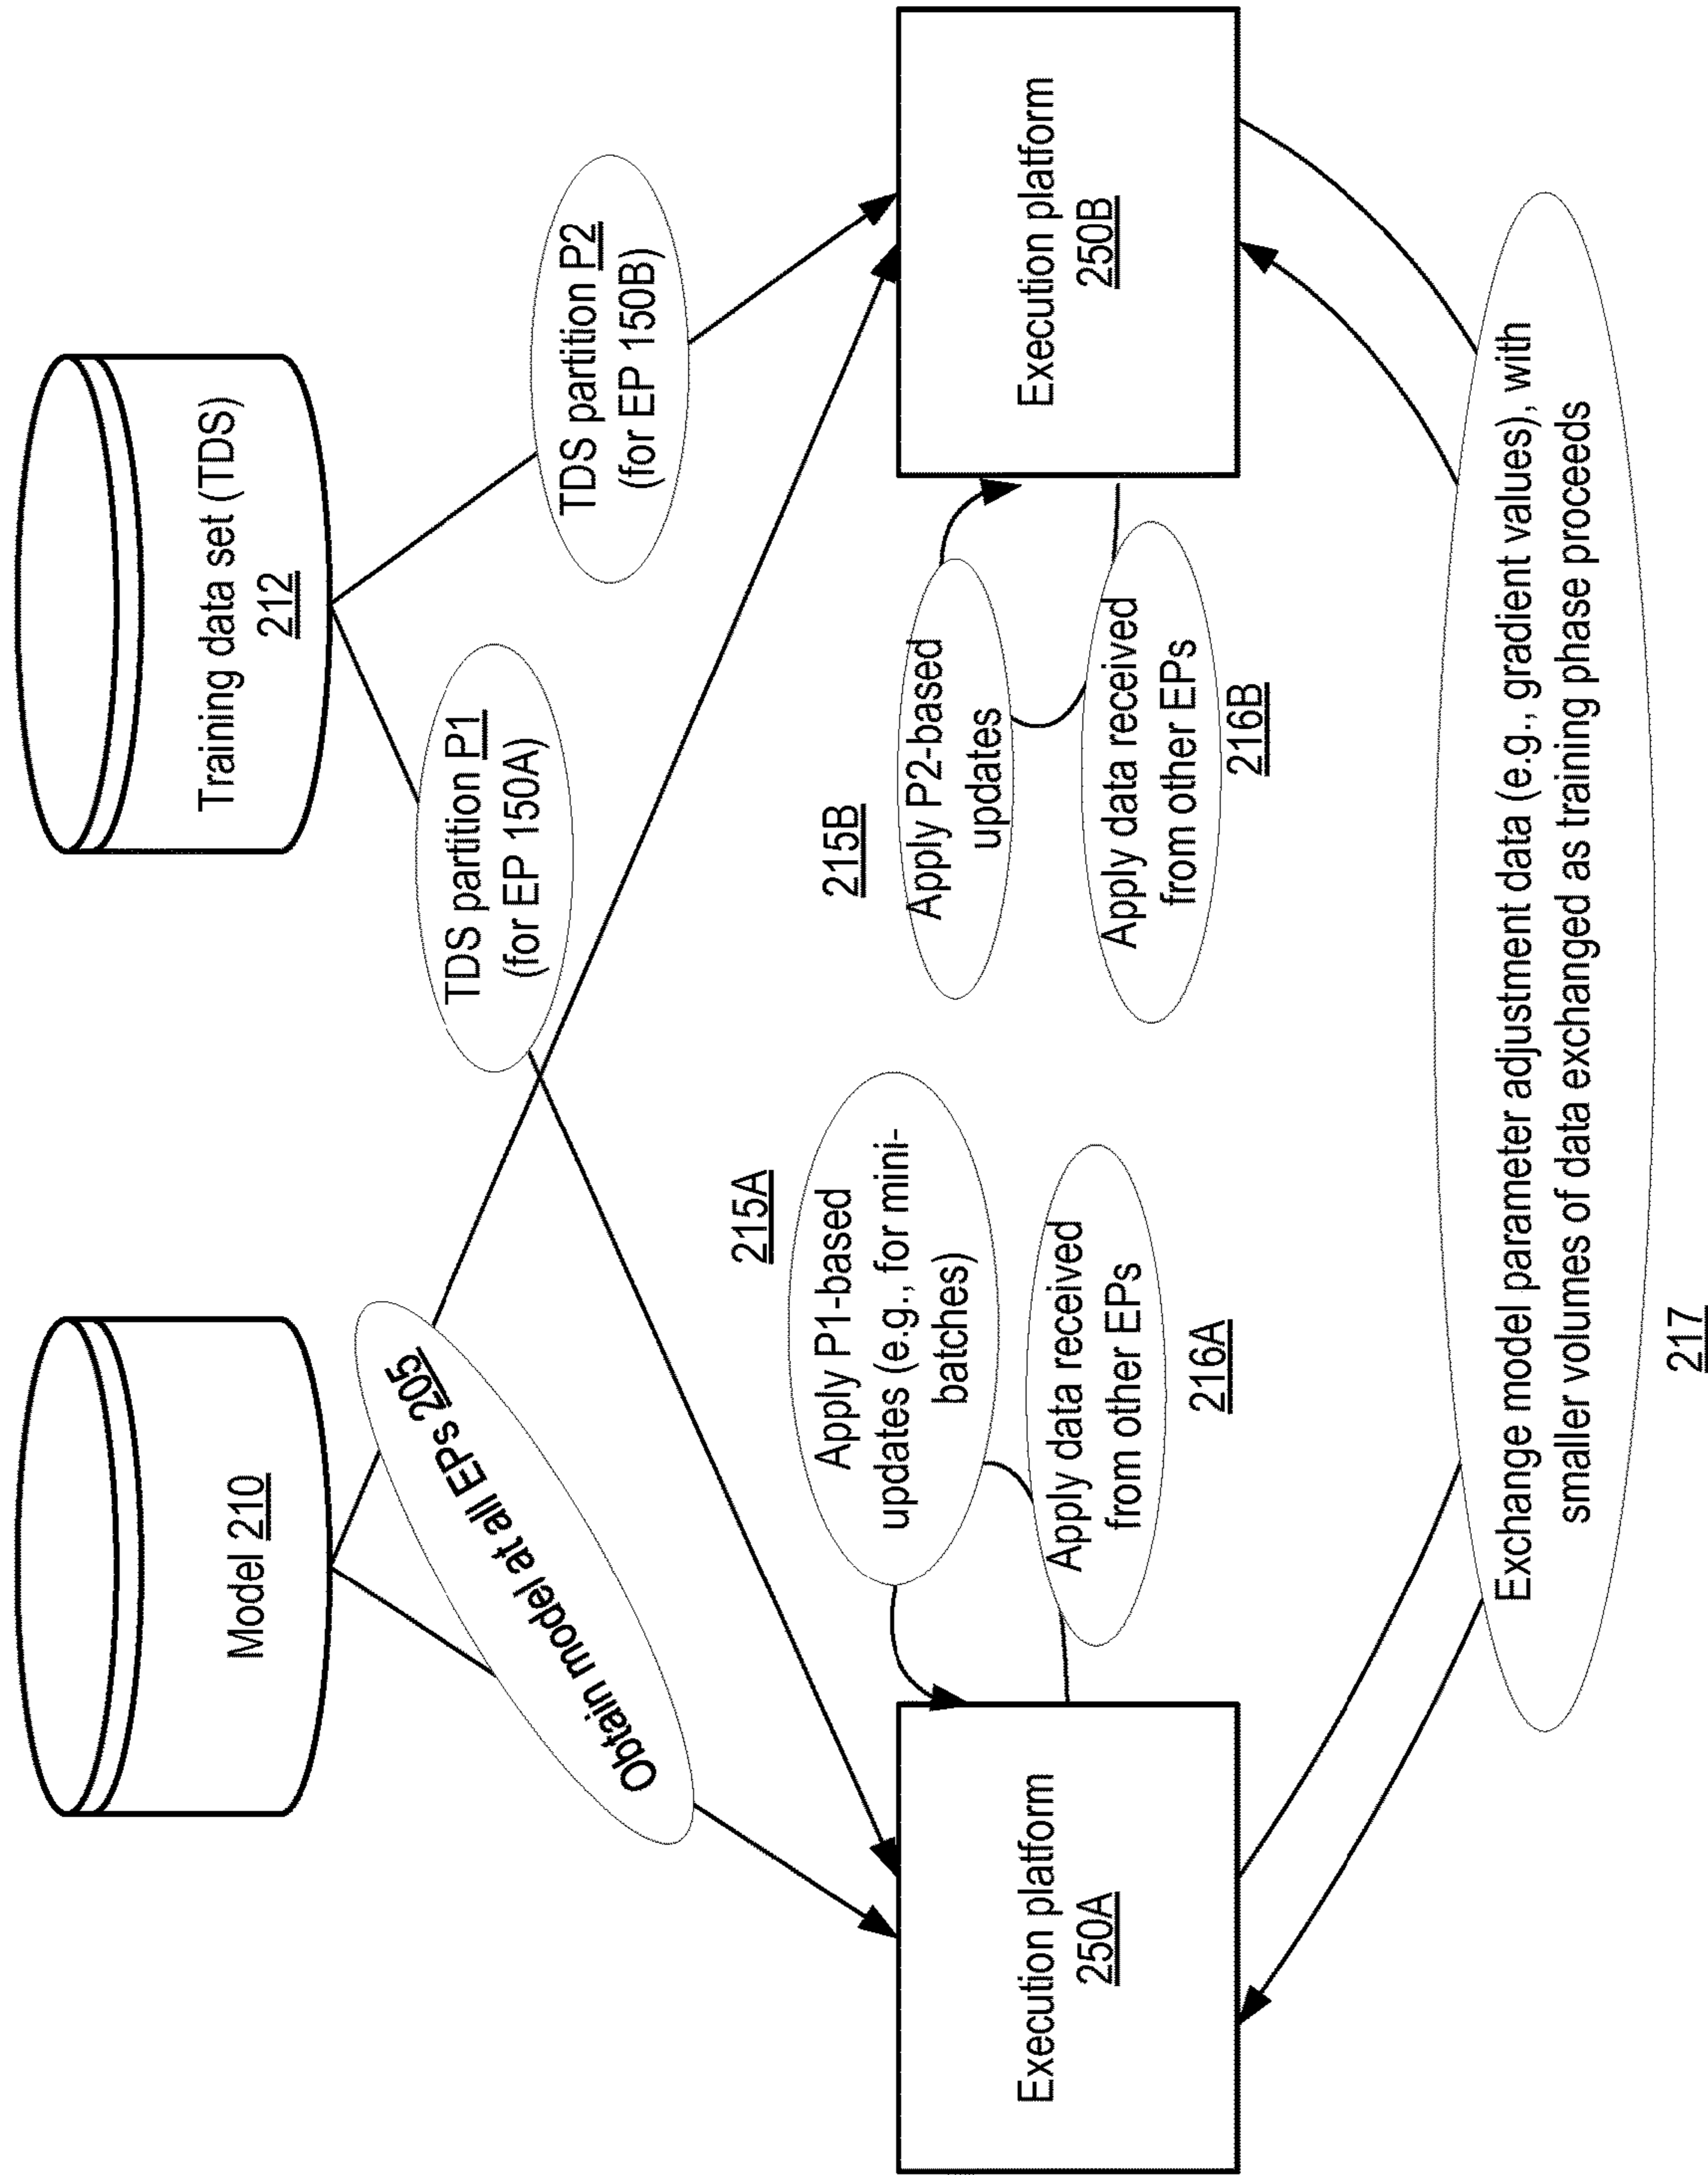 Model 210
Training data set (TDS)
212
Obtain model at all EPs 205
TDS partition P1
(for EP 150A)
TDS partition P2
(for EP 150B)
215A
Apply P1-based
updates (e.g., for mini-
batches)
Apply data received
from other EPs
216A
215B
Apply P2-based
updates
Apply data received
from other EPs
216B
Execution platform
250A
Execution platform
250B
Exchange model parameter adjustment data (e.g., gradient values), with
smaller volumes of data exchanged as training phase proceeds
217